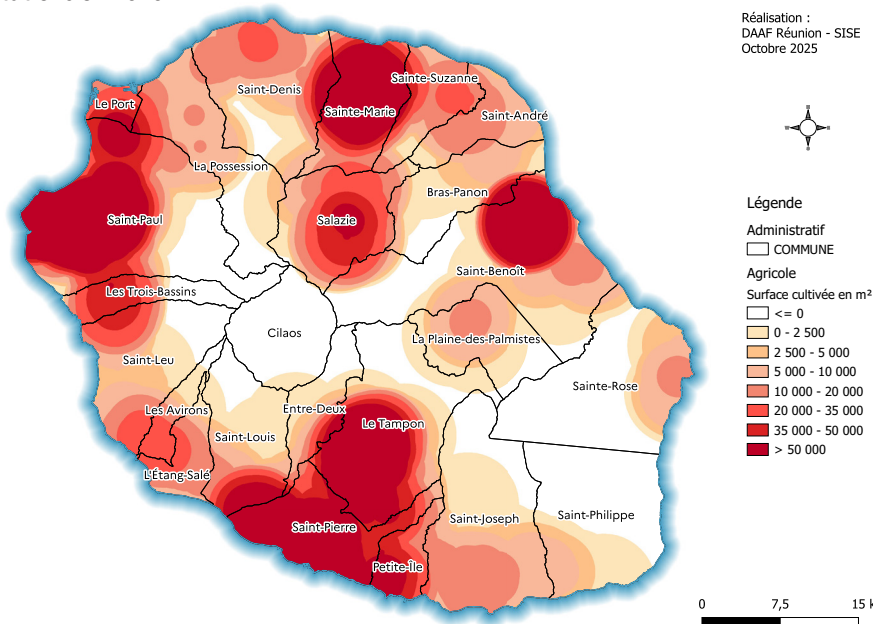 Réalisation :
DAAF Réunion - SISE
Octobre 2025
Le Port
Saint-Denis
Sainte-Marie
Sainte-Suzanne
Saint-André
La Possession
Bras-Panon
Saint-Paul
Salazie
Saint-Benoît
Les Trois-Bassins
Cilaos
La Plaine-des-Palmistes
Saint-Leu
Sainte-Rose
Les Avirons
Entre-Deux
Le Tampon
Saint-Louis
L'Étang-Salé
Saint-Pierre
Saint-Joseph
Saint-Philippe
Petite-Île
Légende
Administratif
COMMUNE
Agricole
Surface cultivée en m²
<= 0
0 - 2 500
2 500 - 5 000
5 000 - 10 000
10 000 - 20 000
20 000 - 35 000
35 000 - 50 000
> 50 000
0 7,5 15 k